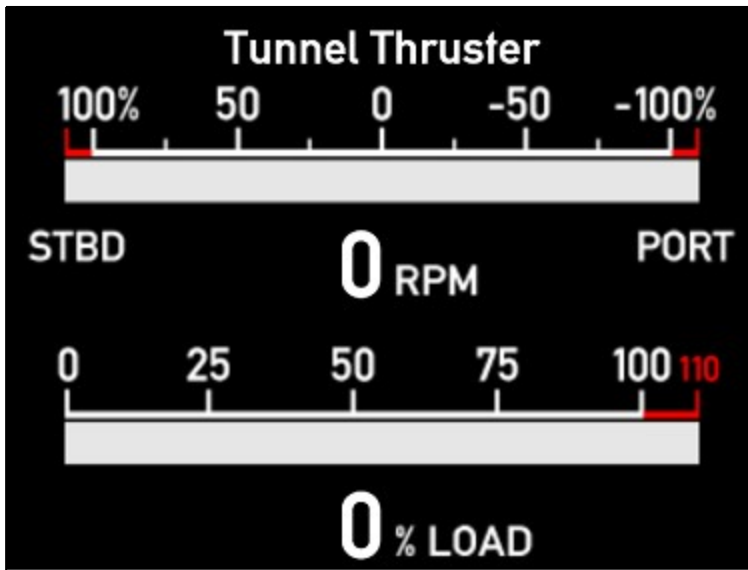 Tunnel Thruster
100% 50 0 -50 -100%
STBD 0 RPM PORT
0 25 50 75 100 110
0 % LOAD